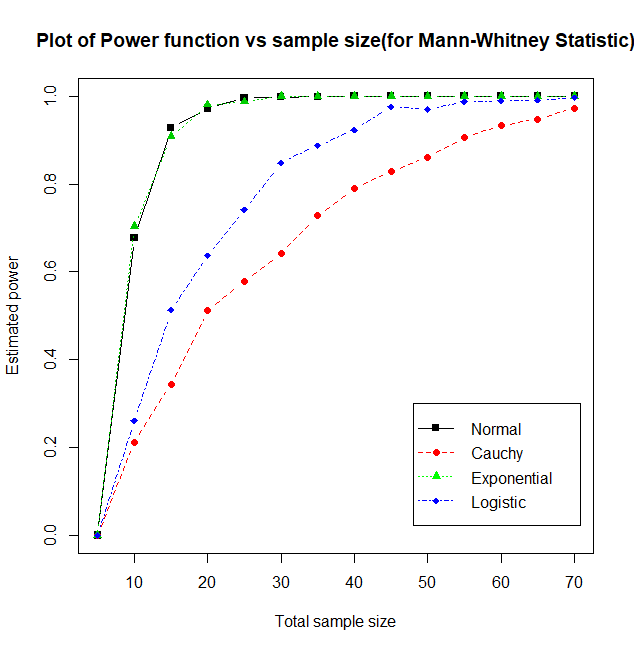 Plot of Power function vs sample size(for Mann-Whitney Statistic)
Estimated power
1.0
0.8
0.6
0.4
0.2
0.0
Normal
Cauchy
Exponential
Logistic
10 20 30 40 50 60 70
Total sample size